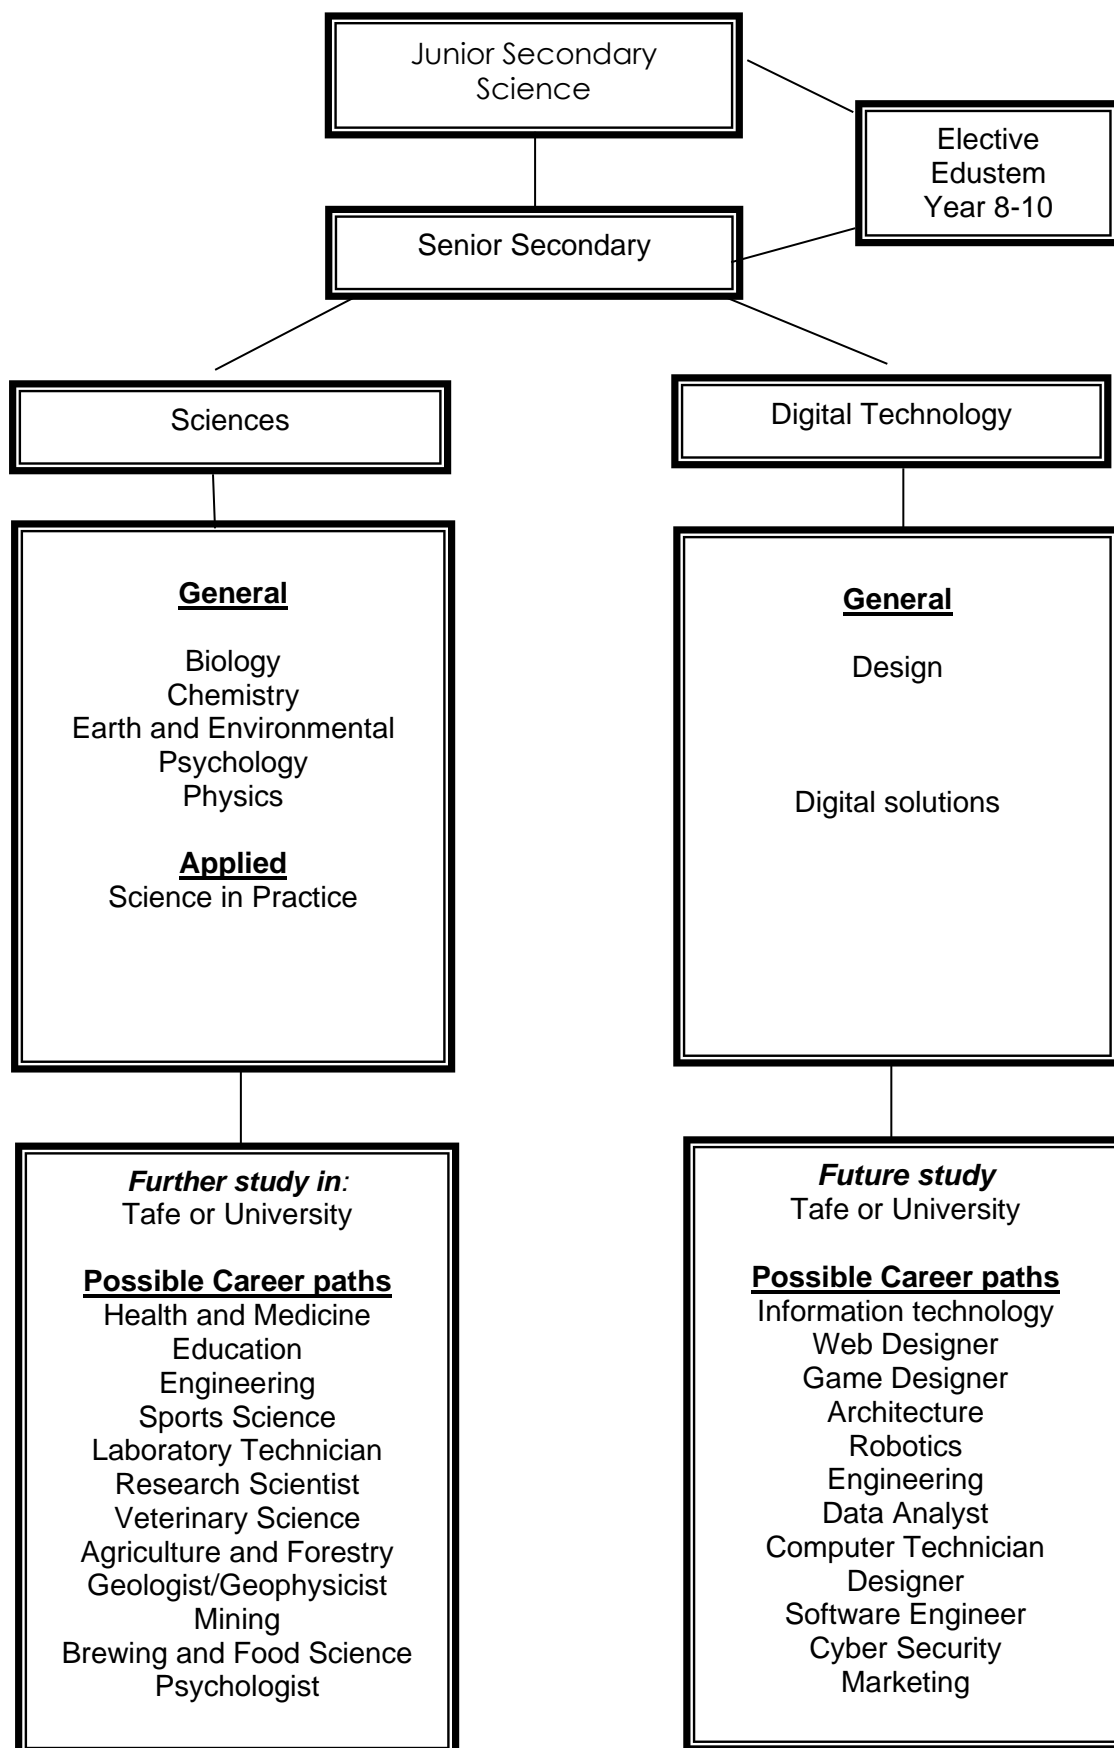 Junior Secondary
Science
Elective
Edustem
Year 8-10
Senior Secondary
Sciences
Digital Technology
General
Biology
Chemistry
Earth and Environmental
Psychology
Physics
Applied
Science in Practice
General
Design
Digital solutions
Further study in:
Tafe or University
Possible Career paths
Health and Medicine
Education
Engineering
Sports Science
Laboratory Technician
Research Scientist
Veterinary Science
Agriculture and Forestry
Geologist/Geophysicist
Mining
Brewing and Food Science
Psychologist
Future study
Tafe or University
Possible Career paths
Information technology
Web Designer
Game Designer
Architecture
Robotics
Engineering
Data Analyst
Computer Technician
Designer
Software Engineer
Cyber Security
Marketing